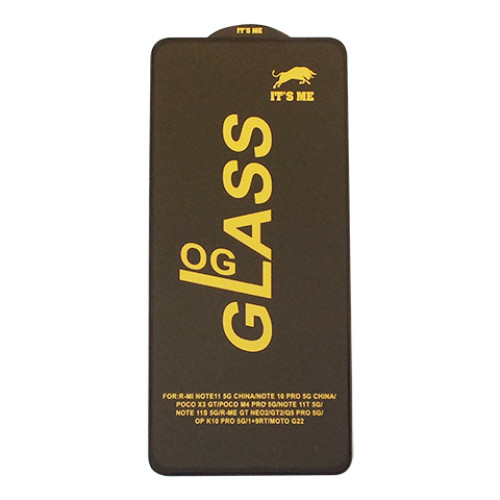 IT'S ME
IT'S ME
OG
GLASS
FOR:R-MI NOTE11 5G CHINA/NOTE 10 PRO 5G CHINA/
POCO X3 GT/POCO M4 PRO 5G/NOTE 11T 5G/
NOTE 11S 5G/R-ME GT NEO2/GT2/Q5 PRO 5G/
OP K10 PRO 5G/1+9RT/MOTO G22